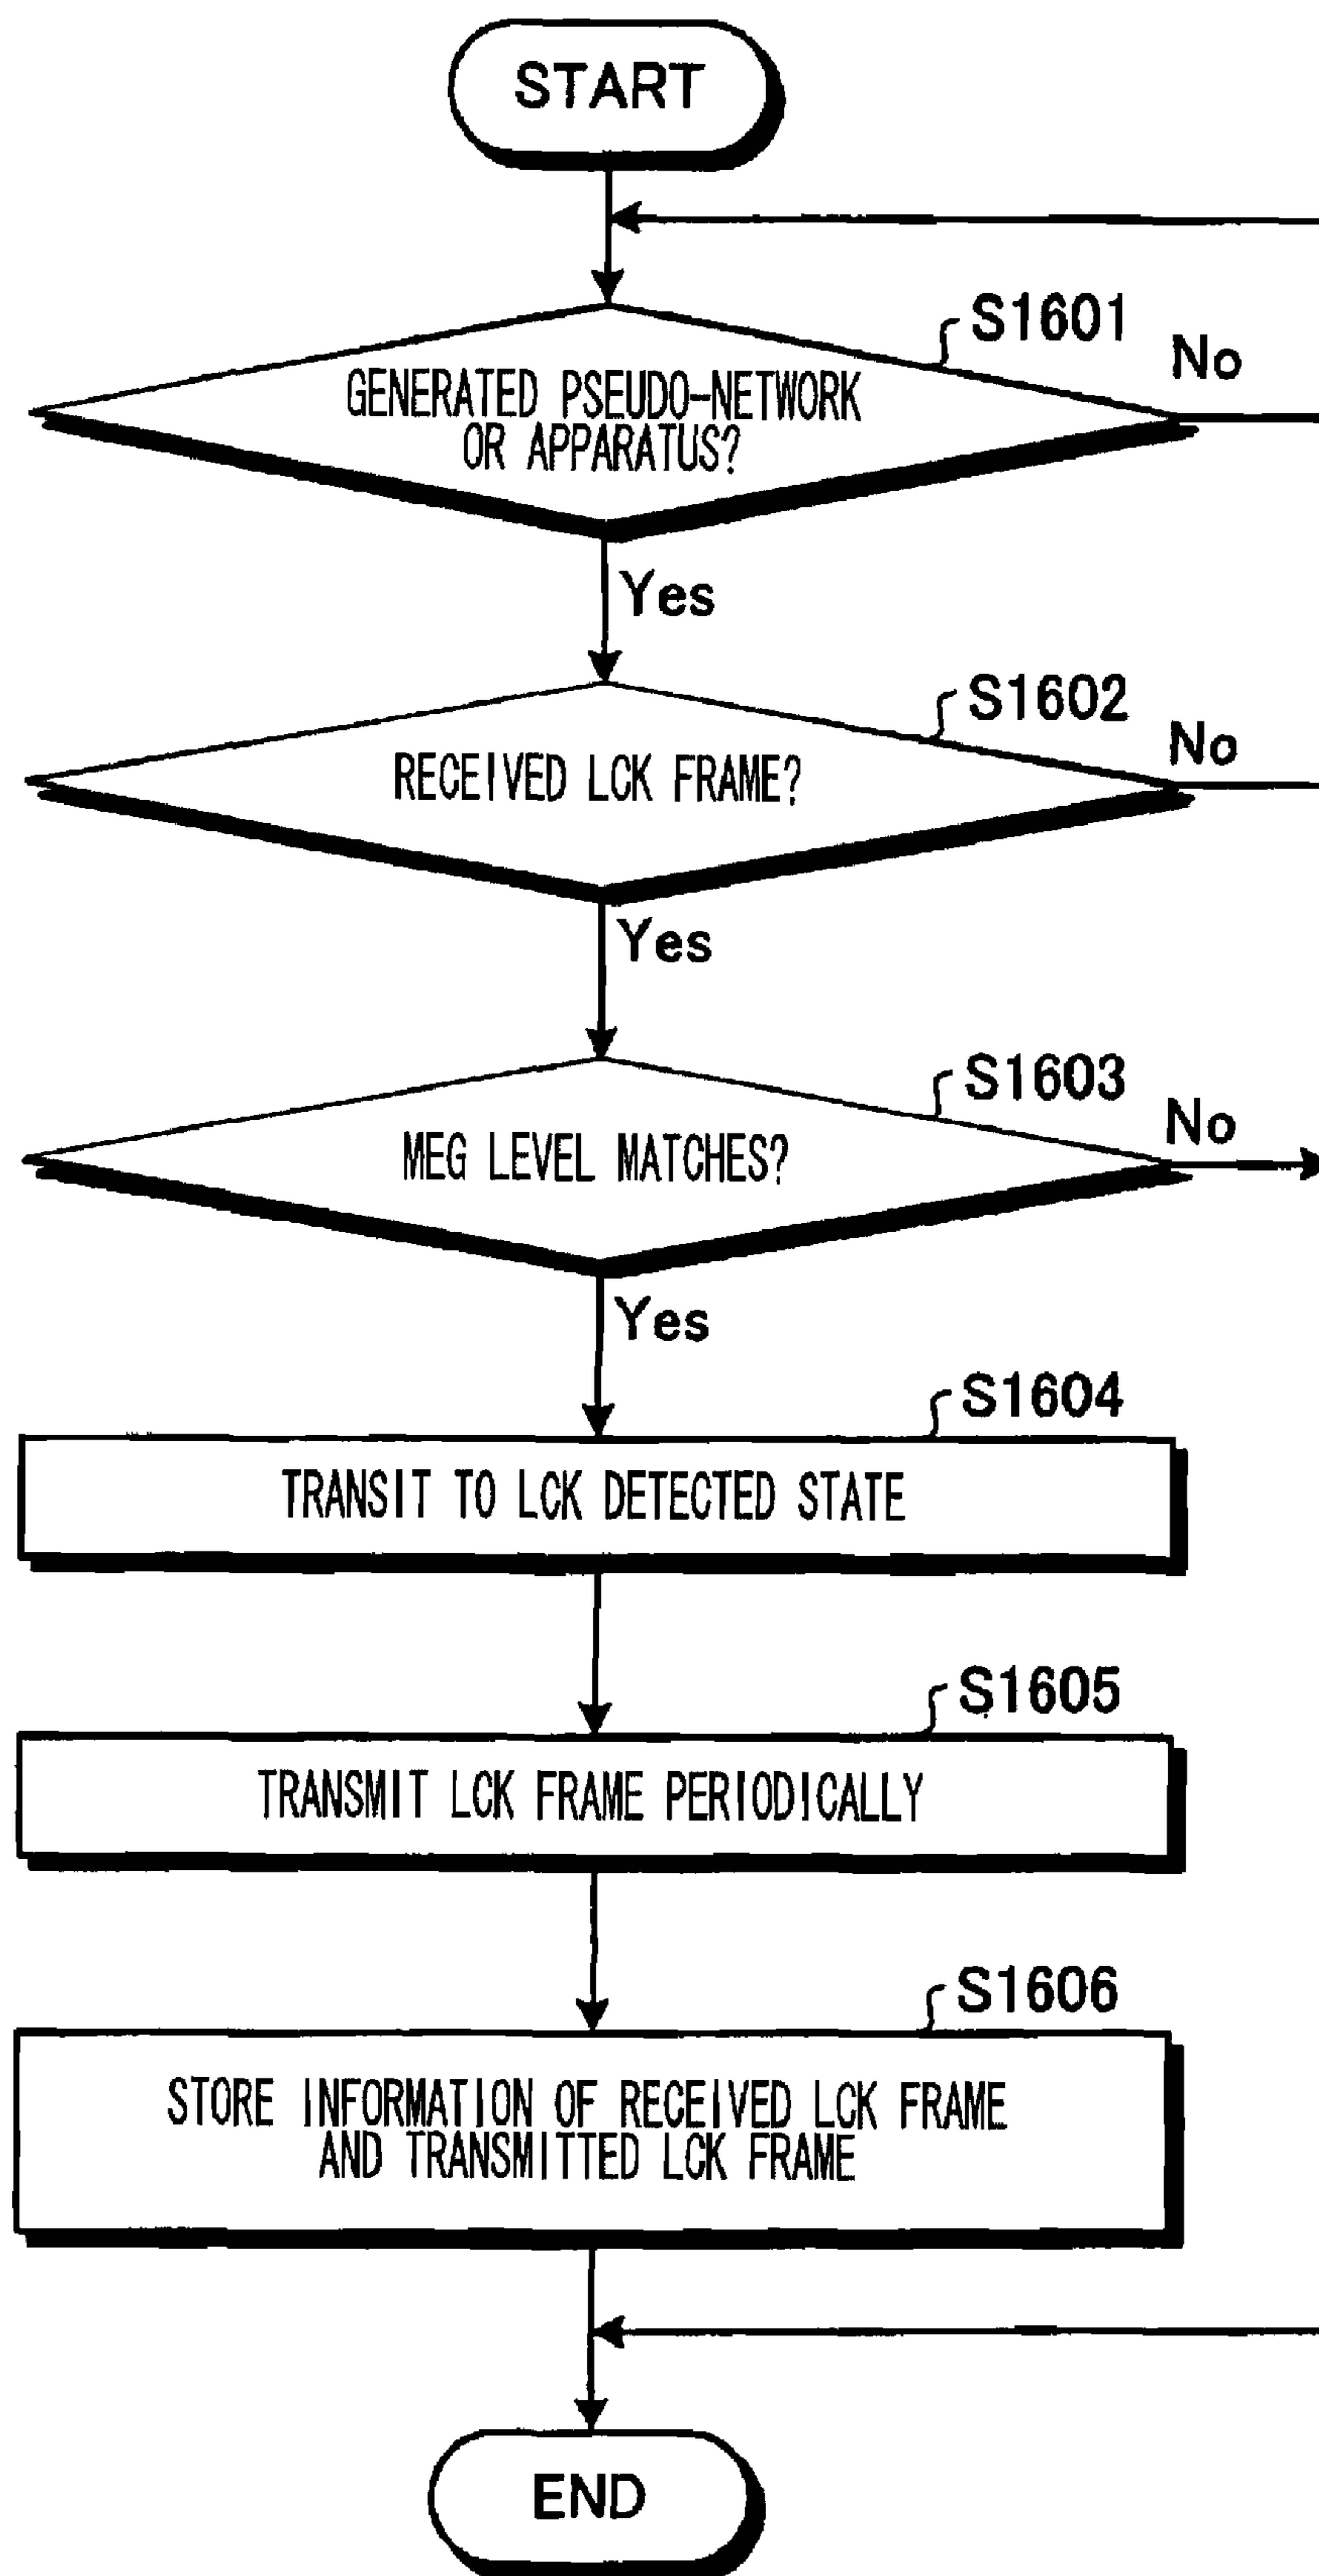 START
S1601
No
GENERATED PSEUDO-NETWORK
OR APPARATUS?
Yes
S1602
No
RECEIVED LCK FRAME?
Yes
S1603
No
MEG LEVEL MATCHES?
Yes
S1604
TRANSIT TO LCK DETECTED STATE
S1605
TRANSMIT LCK FRAME PERIODICALLY
S1606
STORE INFORMATION OF RECEIVED LCK FRAME
AND TRANSMITTED LCK FRAME
END